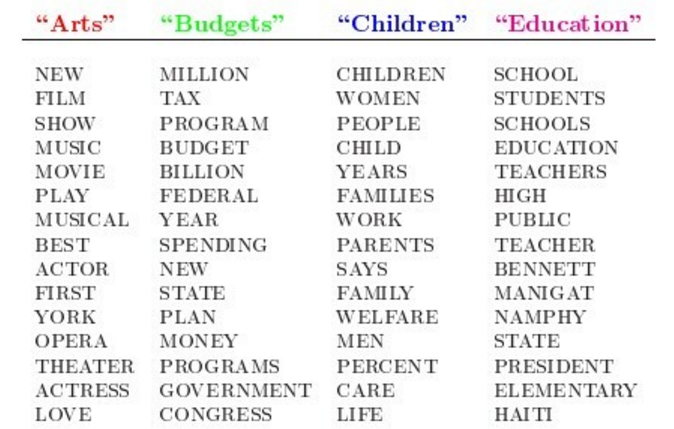 “Arts” “Budgets” “Children” “Education”
NEW MILLION CHILDREN SCHOOL
FILM TAX WOMEN STUDENTS
SHOW PROGRAM PEOPLE SCHOOLS
MUSIC BUDGET CHILD EDUCATION
MOVIE BILLION YEARS TEACHERS
PLAY FEDERAL FAMILIES HIGH
MUSICAL YEAR WORK PUBLIC
BEST SPENDING PARENTS TEACHER
ACTOR NEW SAYS BENNETT
FIRST STATE FAMILY MANIGAT
YORK PLAN WELFARE NAMPHY
OPERA MONEY MEN STATE
THEATER PROGRAMS PERCENT PRESIDENT
ACTRESS GOVERNMENT CARE ELEMENTARY
LOVE CONGRESS LIFE HAITI